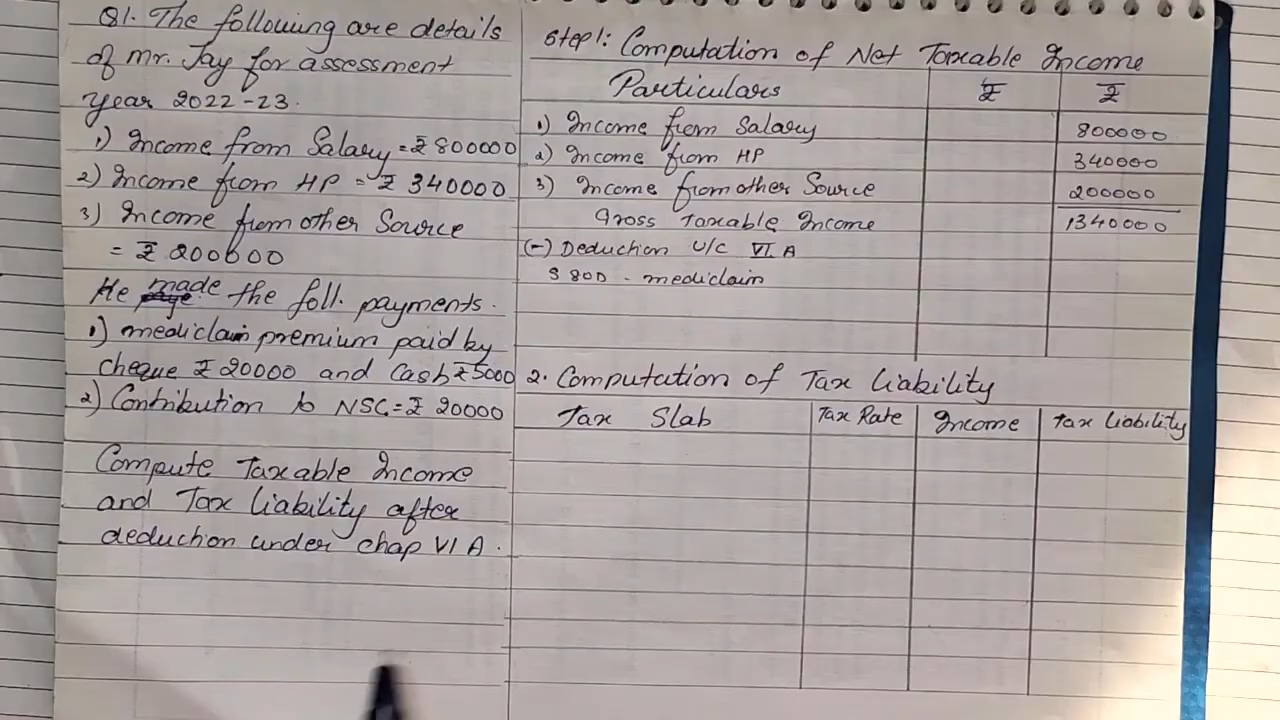 Q1. The following are details
of mr. Jay for assessment
year 2022-23.
1) Income from Salary = ₹ 800000
2) Income from HP = ₹ 340000
3) Income from other Source
= ₹ 200000
He made the foll. payments.
1) mediclaim premium paid by
cheque ₹ 20000 and Cash ₹ 5000
2) Contribution to NSC = ₹ 20000
Compute Taxable Income
and Tax liability after
deduction under chap VI A.
Step 1: Computation of Net Taxable Income
Particulars ₹ ₹
1) Income from Salary 800000
2) Income from HP 340000
3) Income from other Source 200000
Gross Taxable Income 1340000
(-) Deduction U/C VI A
S 80D - mediclaim
2. Computation of Tax liability
Tax Slab Tax Rate Income Tax liability